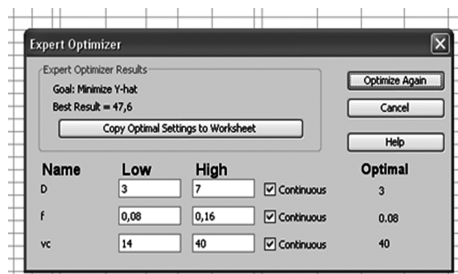 Expert Optimizer
Expert Optimizer Results
Goal: Minimize Y-hat
Best Result = 47,6
Copy Optimal Settings to Worksheet
Optimize Again
Cancel
Help
Name Low High Optimal
D 3 7 Continuous 3
f 0,08 0,16 Continuous 0.08
vc 14 40 Continuous 40